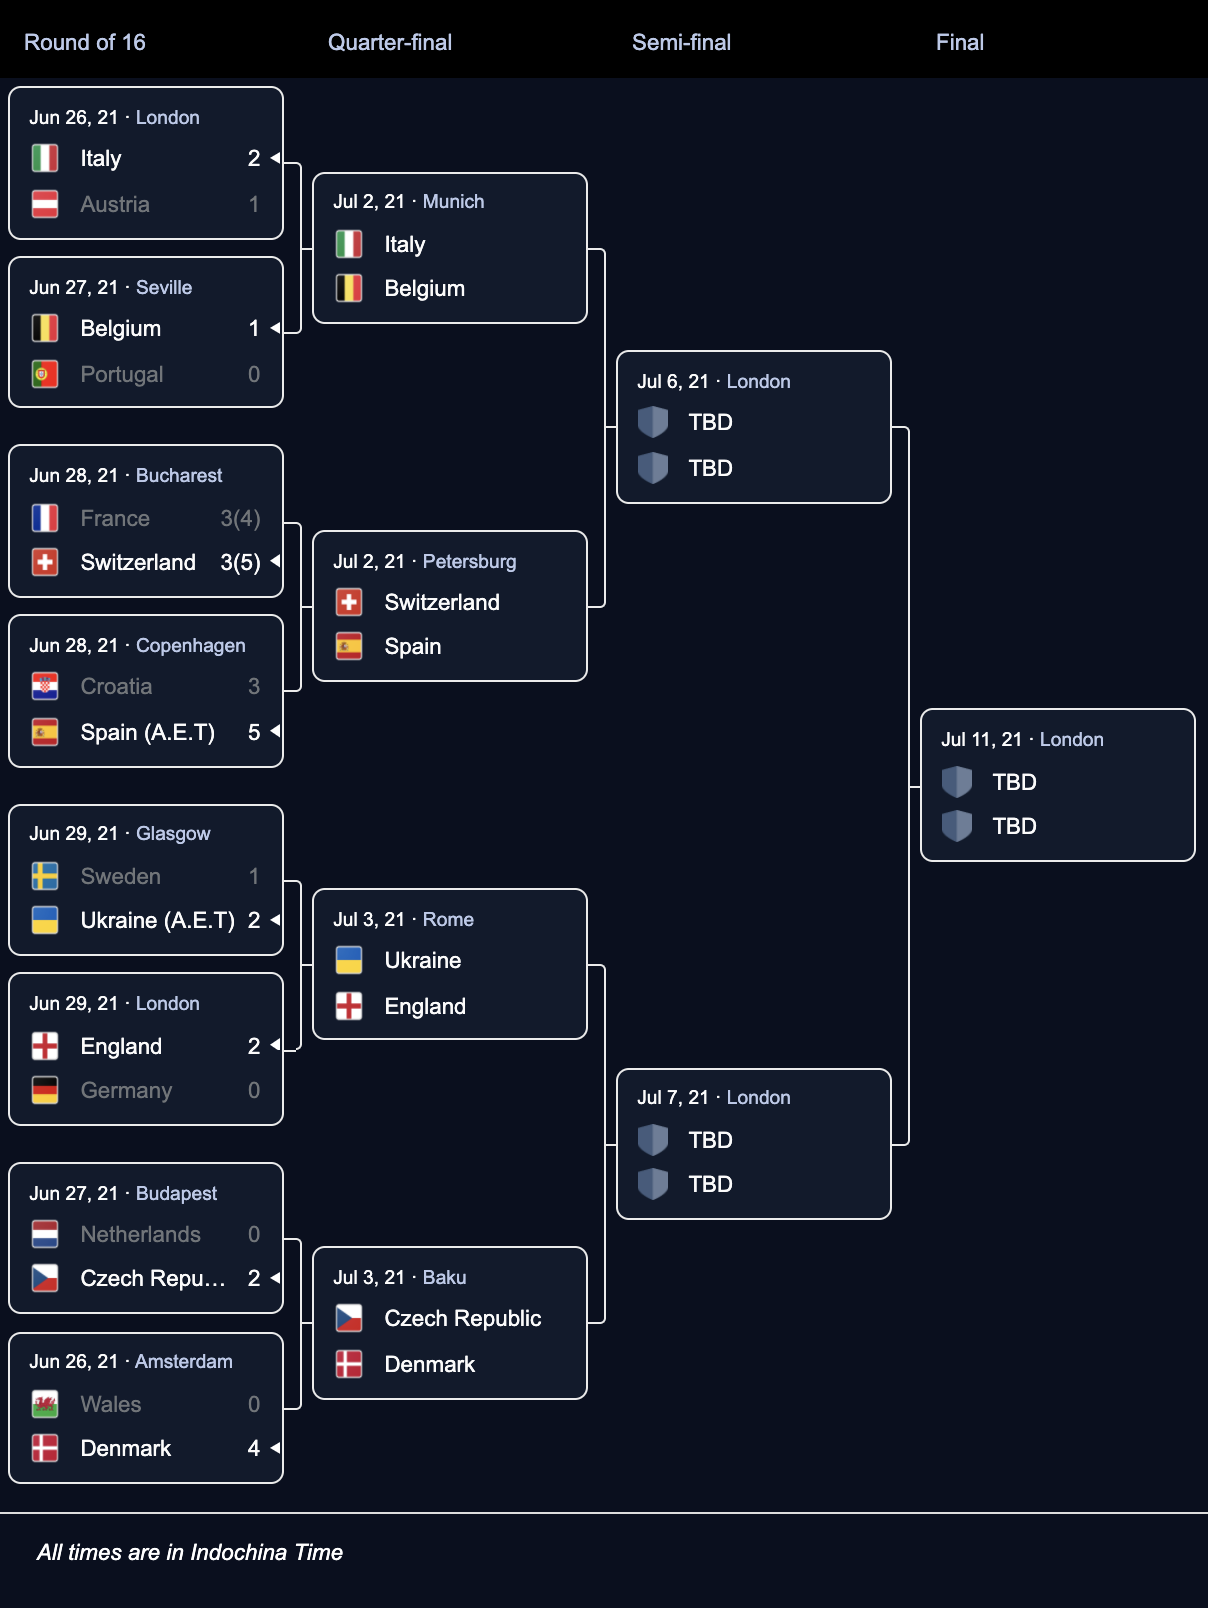 Round of 16
Quarter-final
Semi-final
Final
Jun 26, 21 · London
Italy 2
Austria 1
Jun 27, 21 · Seville
Belgium 1
Portugal 0
Jun 28, 21 · Bucharest
France 3(4)
Switzerland 3(5)
Jun 28, 21 · Copenhagen
Croatia 3
Spain (A.E.T) 5
Jun 29, 21 · Glasgow
Sweden 1
Ukraine (A.E.T) 2
Jun 29, 21 · London
England 2
Germany 0
Jun 27, 21 · Budapest
Netherlands 0
Czech Repu... 2
Jun 26, 21 · Amsterdam
Wales 0
Denmark 4
Jul 2, 21 · Munich
Italy
Belgium
Jul 2, 21 · Petersburg
Switzerland
Spain
Jul 3, 21 · Rome
Ukraine
England
Jul 3, 21 · Baku
Czech Republic
Denmark
Jul 6, 21 · London
TBD
TBD
Jul 7, 21 · London
TBD
TBD
Jul 11, 21 · London
TBD
TBD
All times are in Indochina Time